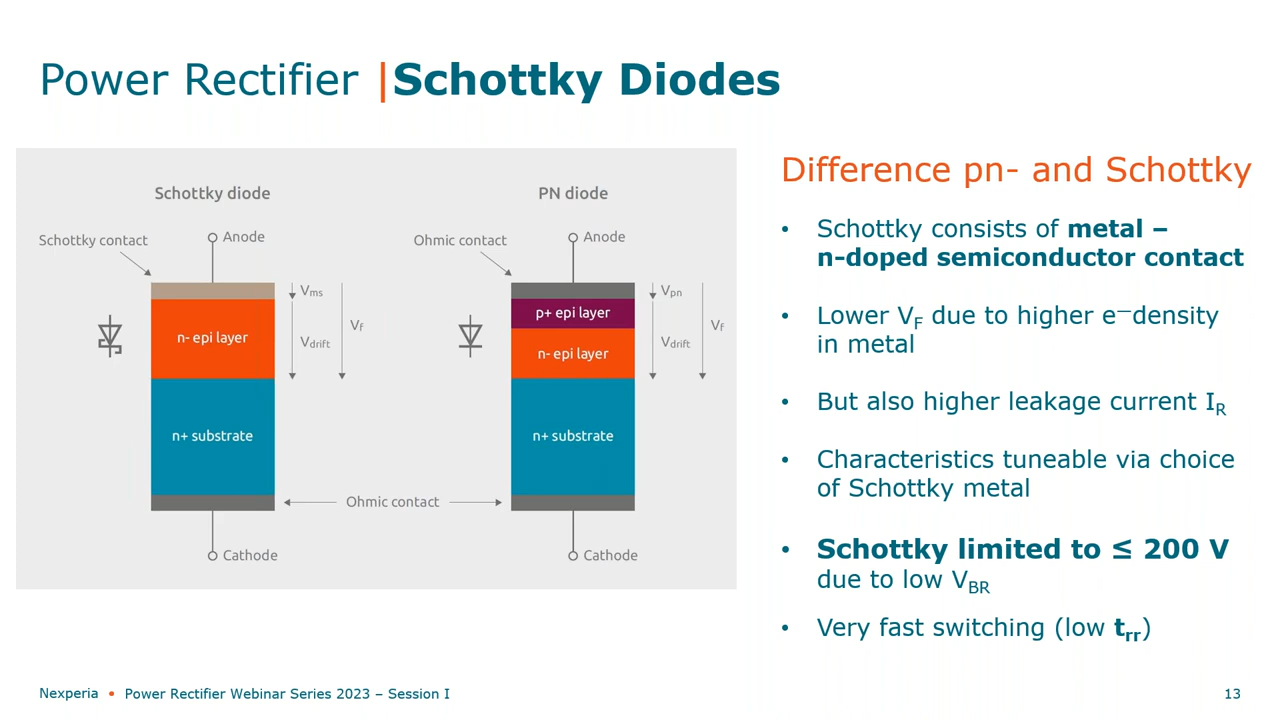 Power Rectifier |Schottky Diodes
Schottky diode
PN diode
Schottky contact
Anode
Ohmic contact
Anode
Vms
Vpn
p+ epi layer
n- epi layer
Vf
Vdrift
n- epi layer
Vf
Vdrift
n+ substrate
n+ substrate
Ohmic contact
Cathode
Cathode
Difference pn- and Schottky
• Schottky consists of metal –
n-doped semiconductor contact
• Lower VF due to higher e–density
in metal
• But also higher leakage current IR
• Characteristics tuneable via choice
of Schottky metal
• Schottky limited to ≤ 200 V
due to low VBR
• Very fast switching (low trr)
Nexperia • Power Rectifier Webinar Series 2023 – Session I
13